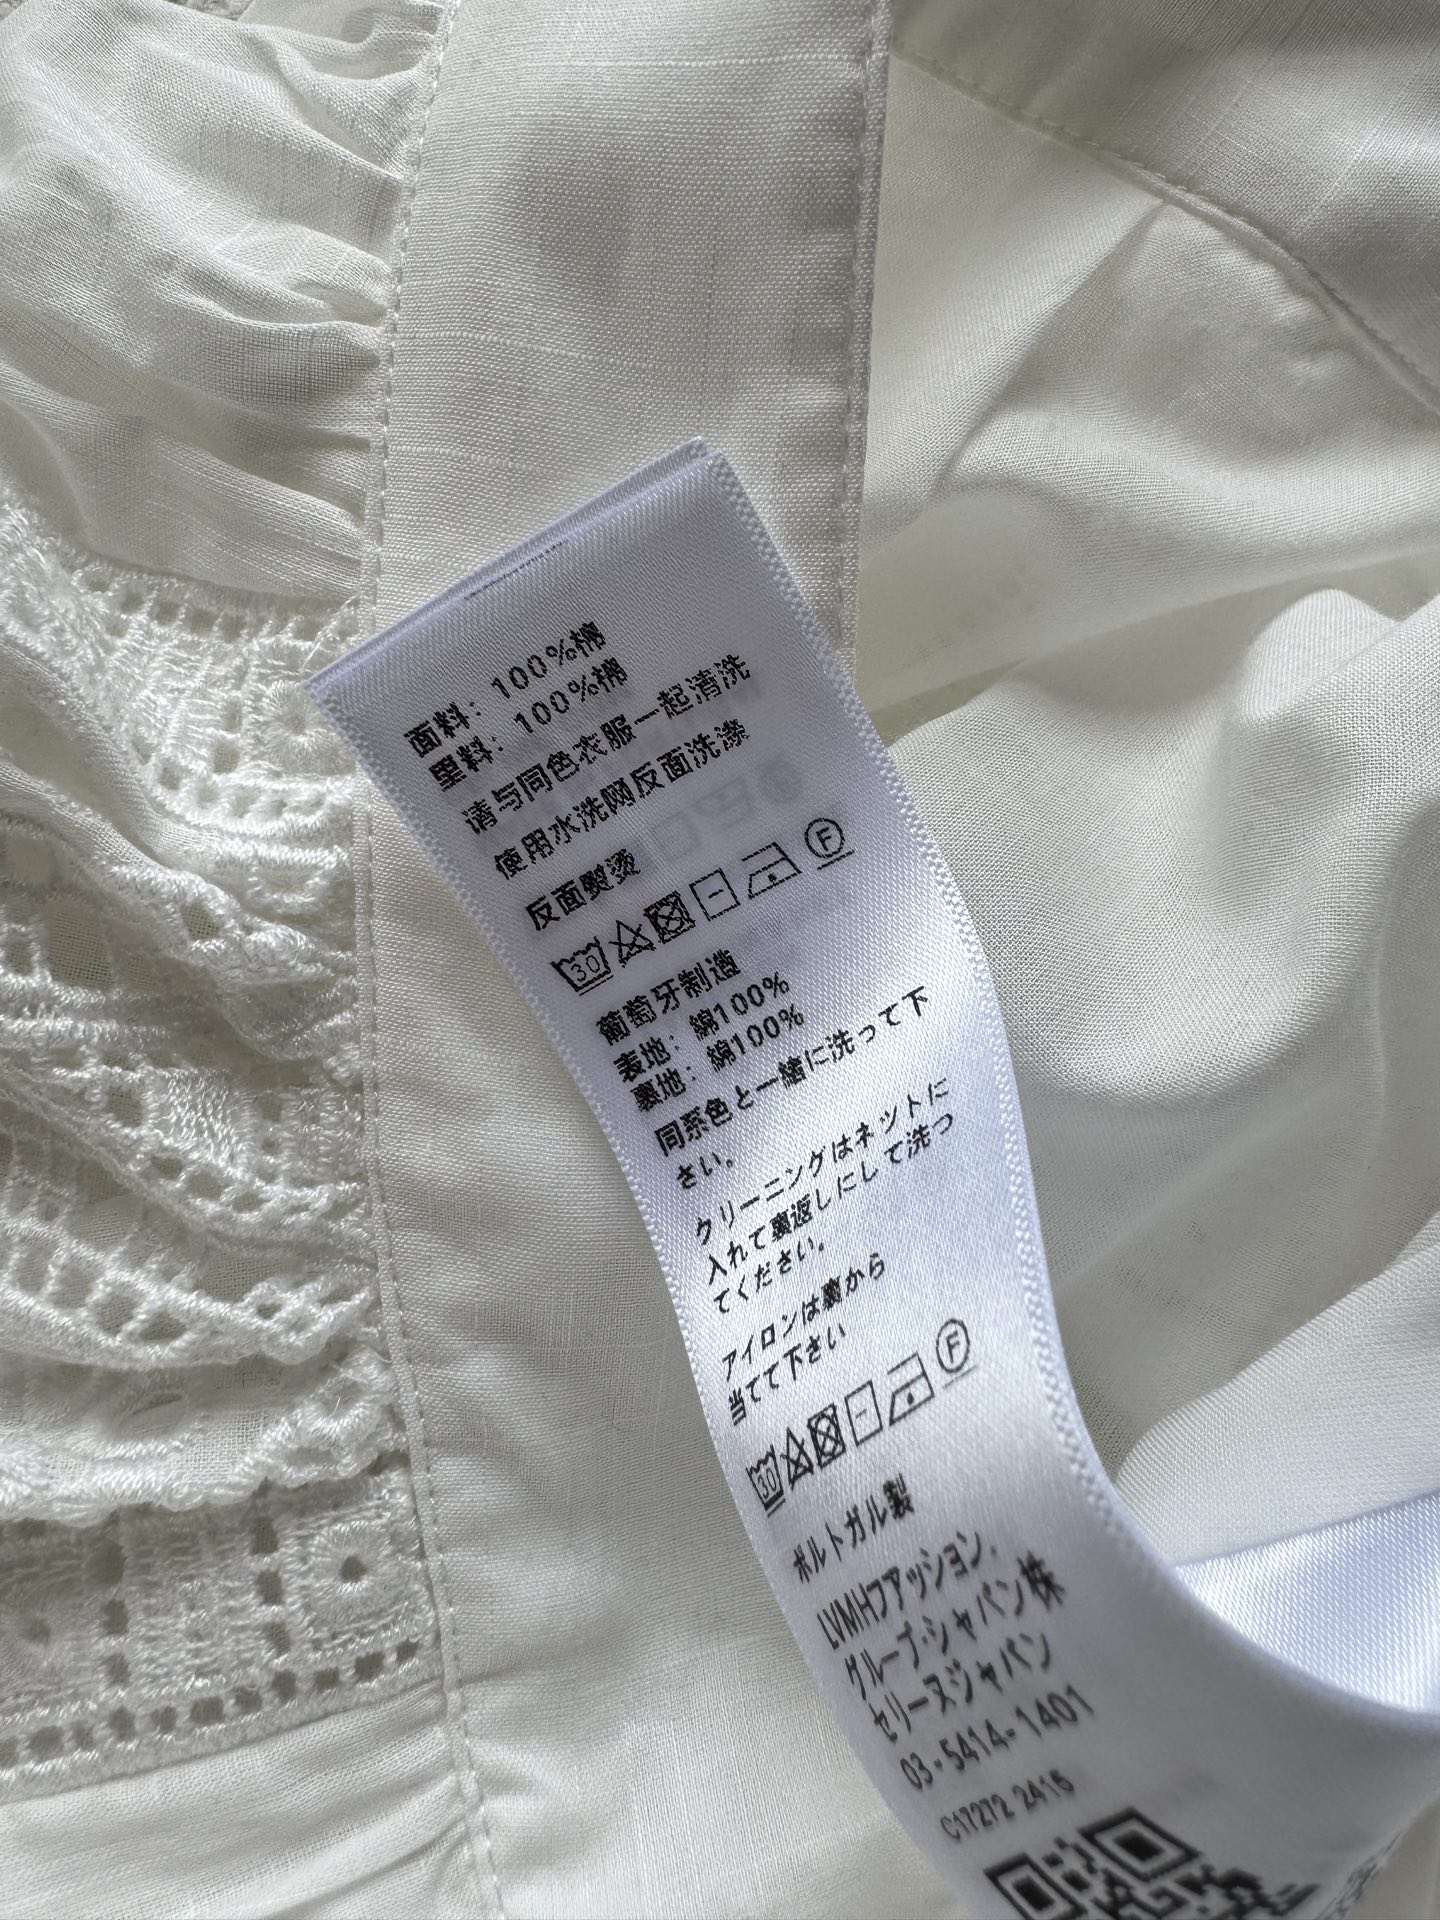 面料：100%棉
里料：100%棉
请与同色衣服一起清洗
使用水洗网反面洗涤
反面熨烫
30 F
葡萄牙制造
表地：綿100%
裏地：綿100%
同系色と一緒に洗って下
さい。
クリーニングはネットに
入れて裏返しにして洗っ
てください。
アイロンは裏から
当てて下さい
30 F
ポルトガル製
LVMHファッション.
グループ・ジャパン株
セリーヌジャパン
03-5414-1401
C17272 2415